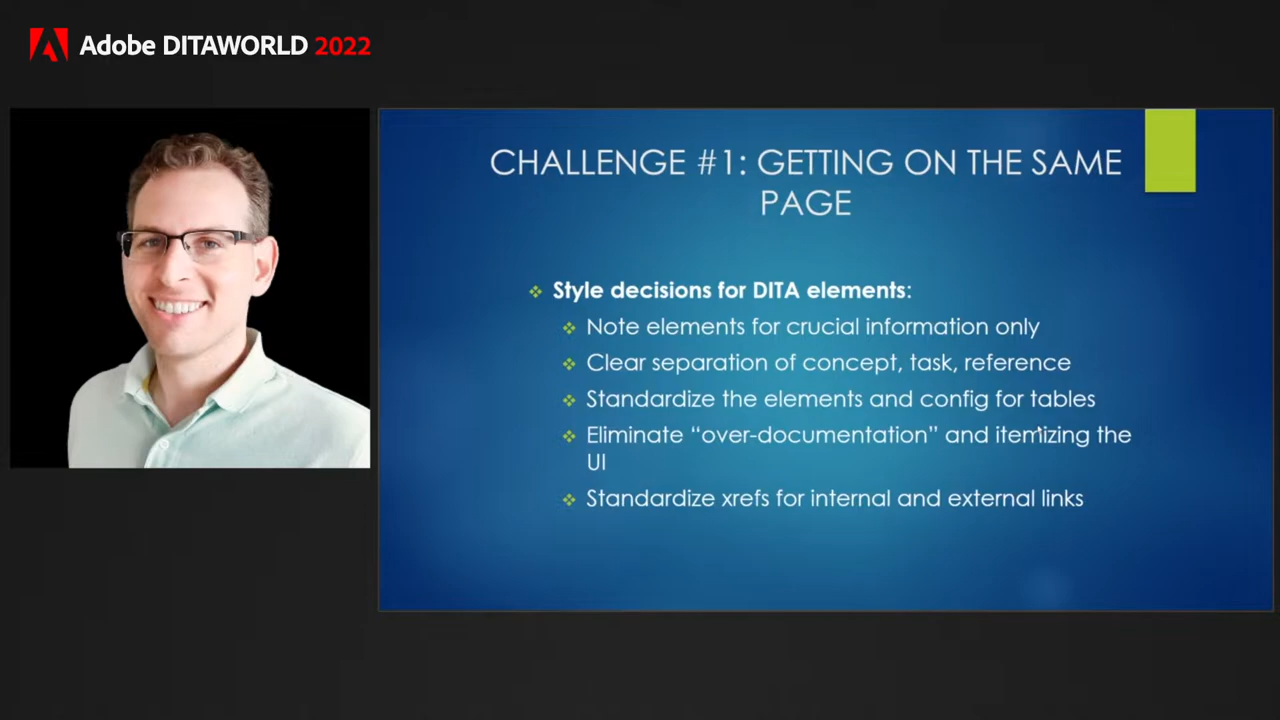 Adobe DITAWORLD 2022
CHALLENGE #1: GETTING ON THE SAME
PAGE
Style decisions for DITA elements:
Note elements for crucial information only
Clear separation of concept, task, reference
Standardize the elements and config for tables
Eliminate “over-documentation” and itemizing the
UI
Standardize xrefs for internal and external links